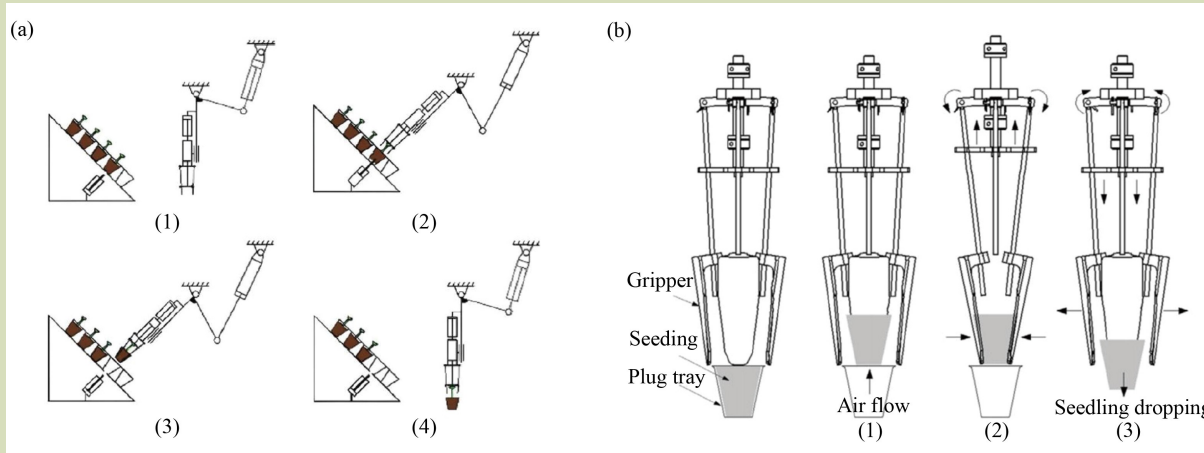 (a)
(1)
(2)
(3)
(4)
(b)
Gripper
Seeding
Plug tray
Air flow
Seedling dropping
(1)
(2)
(3)